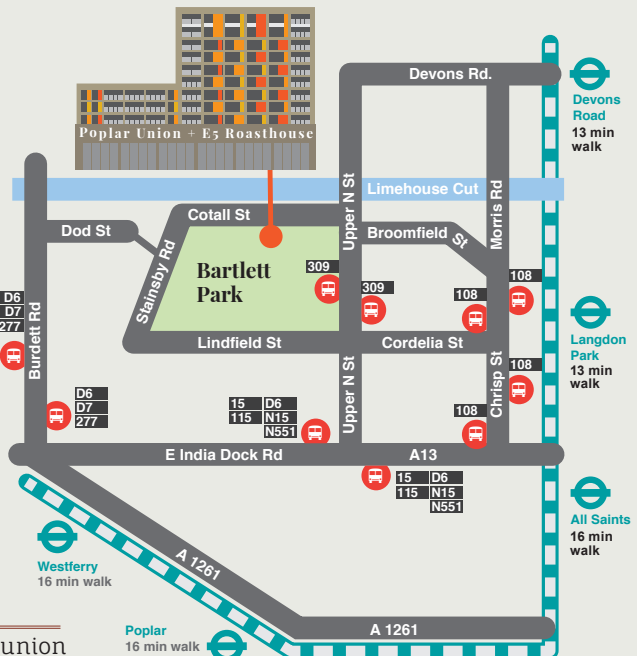 Poplar Union + E5 Roasthouse
Devons Rd.
Devons
Road
13 min
walk
Limehouse Cut
Upper N St
Morris Rd
Cotall St
Dod St
Broomfield St
Stainsby Rd
Bartlett
Park
309
309
108
108
D6
D7
277
Burdett Rd
Lindfield St
Cordelia St
Langdon
Park
13 min
walk
Upper N St
Chrisp St
108
108
D6
D7
277
15 D6
115 N15
N551
E India Dock Rd
A13
15 D6
115 N15
N551
All Saints
16 min
walk
Westferry
16 min walk
A 1261
A 1261
Poplar
16 min walk
union